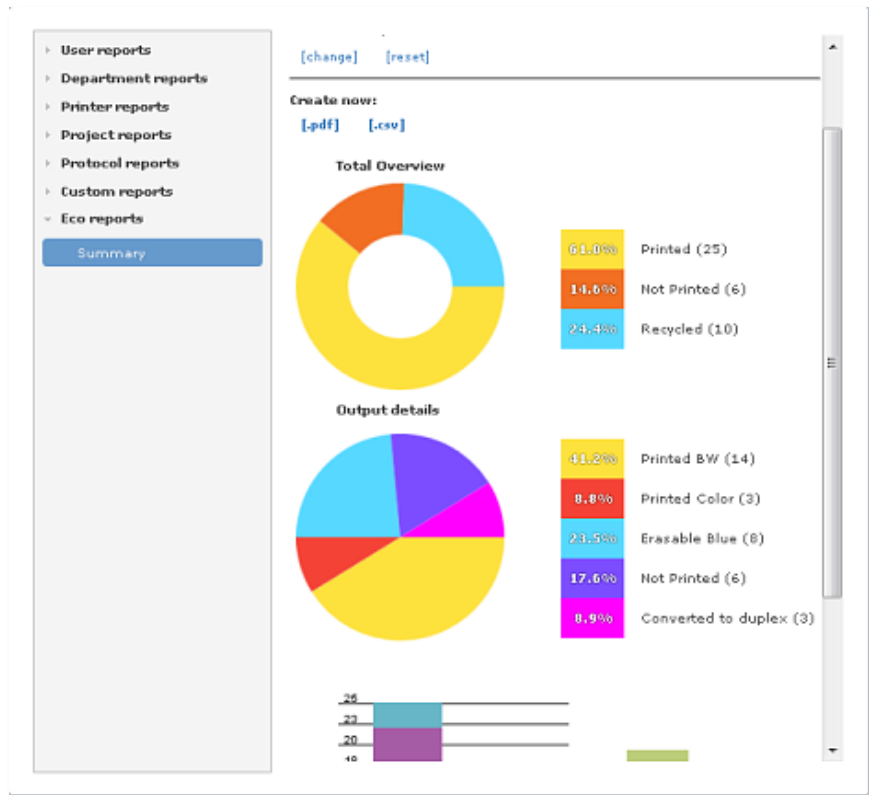 User reports
Department reports
Printer reports
Project reports
Protocol reports
Custom reports
Eco reports
Summary
[change] [reset]
Create now:
[.pdf] [.csv]
Total Overview
61.0% Printed (25)
14.6% Not Printed (6)
24.4% Recycled (10)
Output details
41.2% Printed BW (14)
8.8% Printed Color (3)
23.5% Erasable Blue (8)
17.6% Not Printed (6)
8.9% Converted to duplex (3)
26
23
20